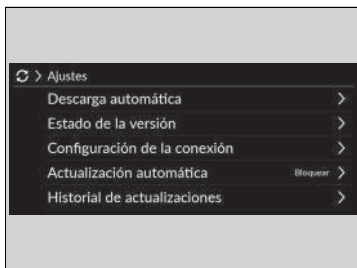 Ajustes
Descarga automática
Estado de la versión
Configuración de la conexión
Actualización automática Bloquear
Historial de actualizaciones